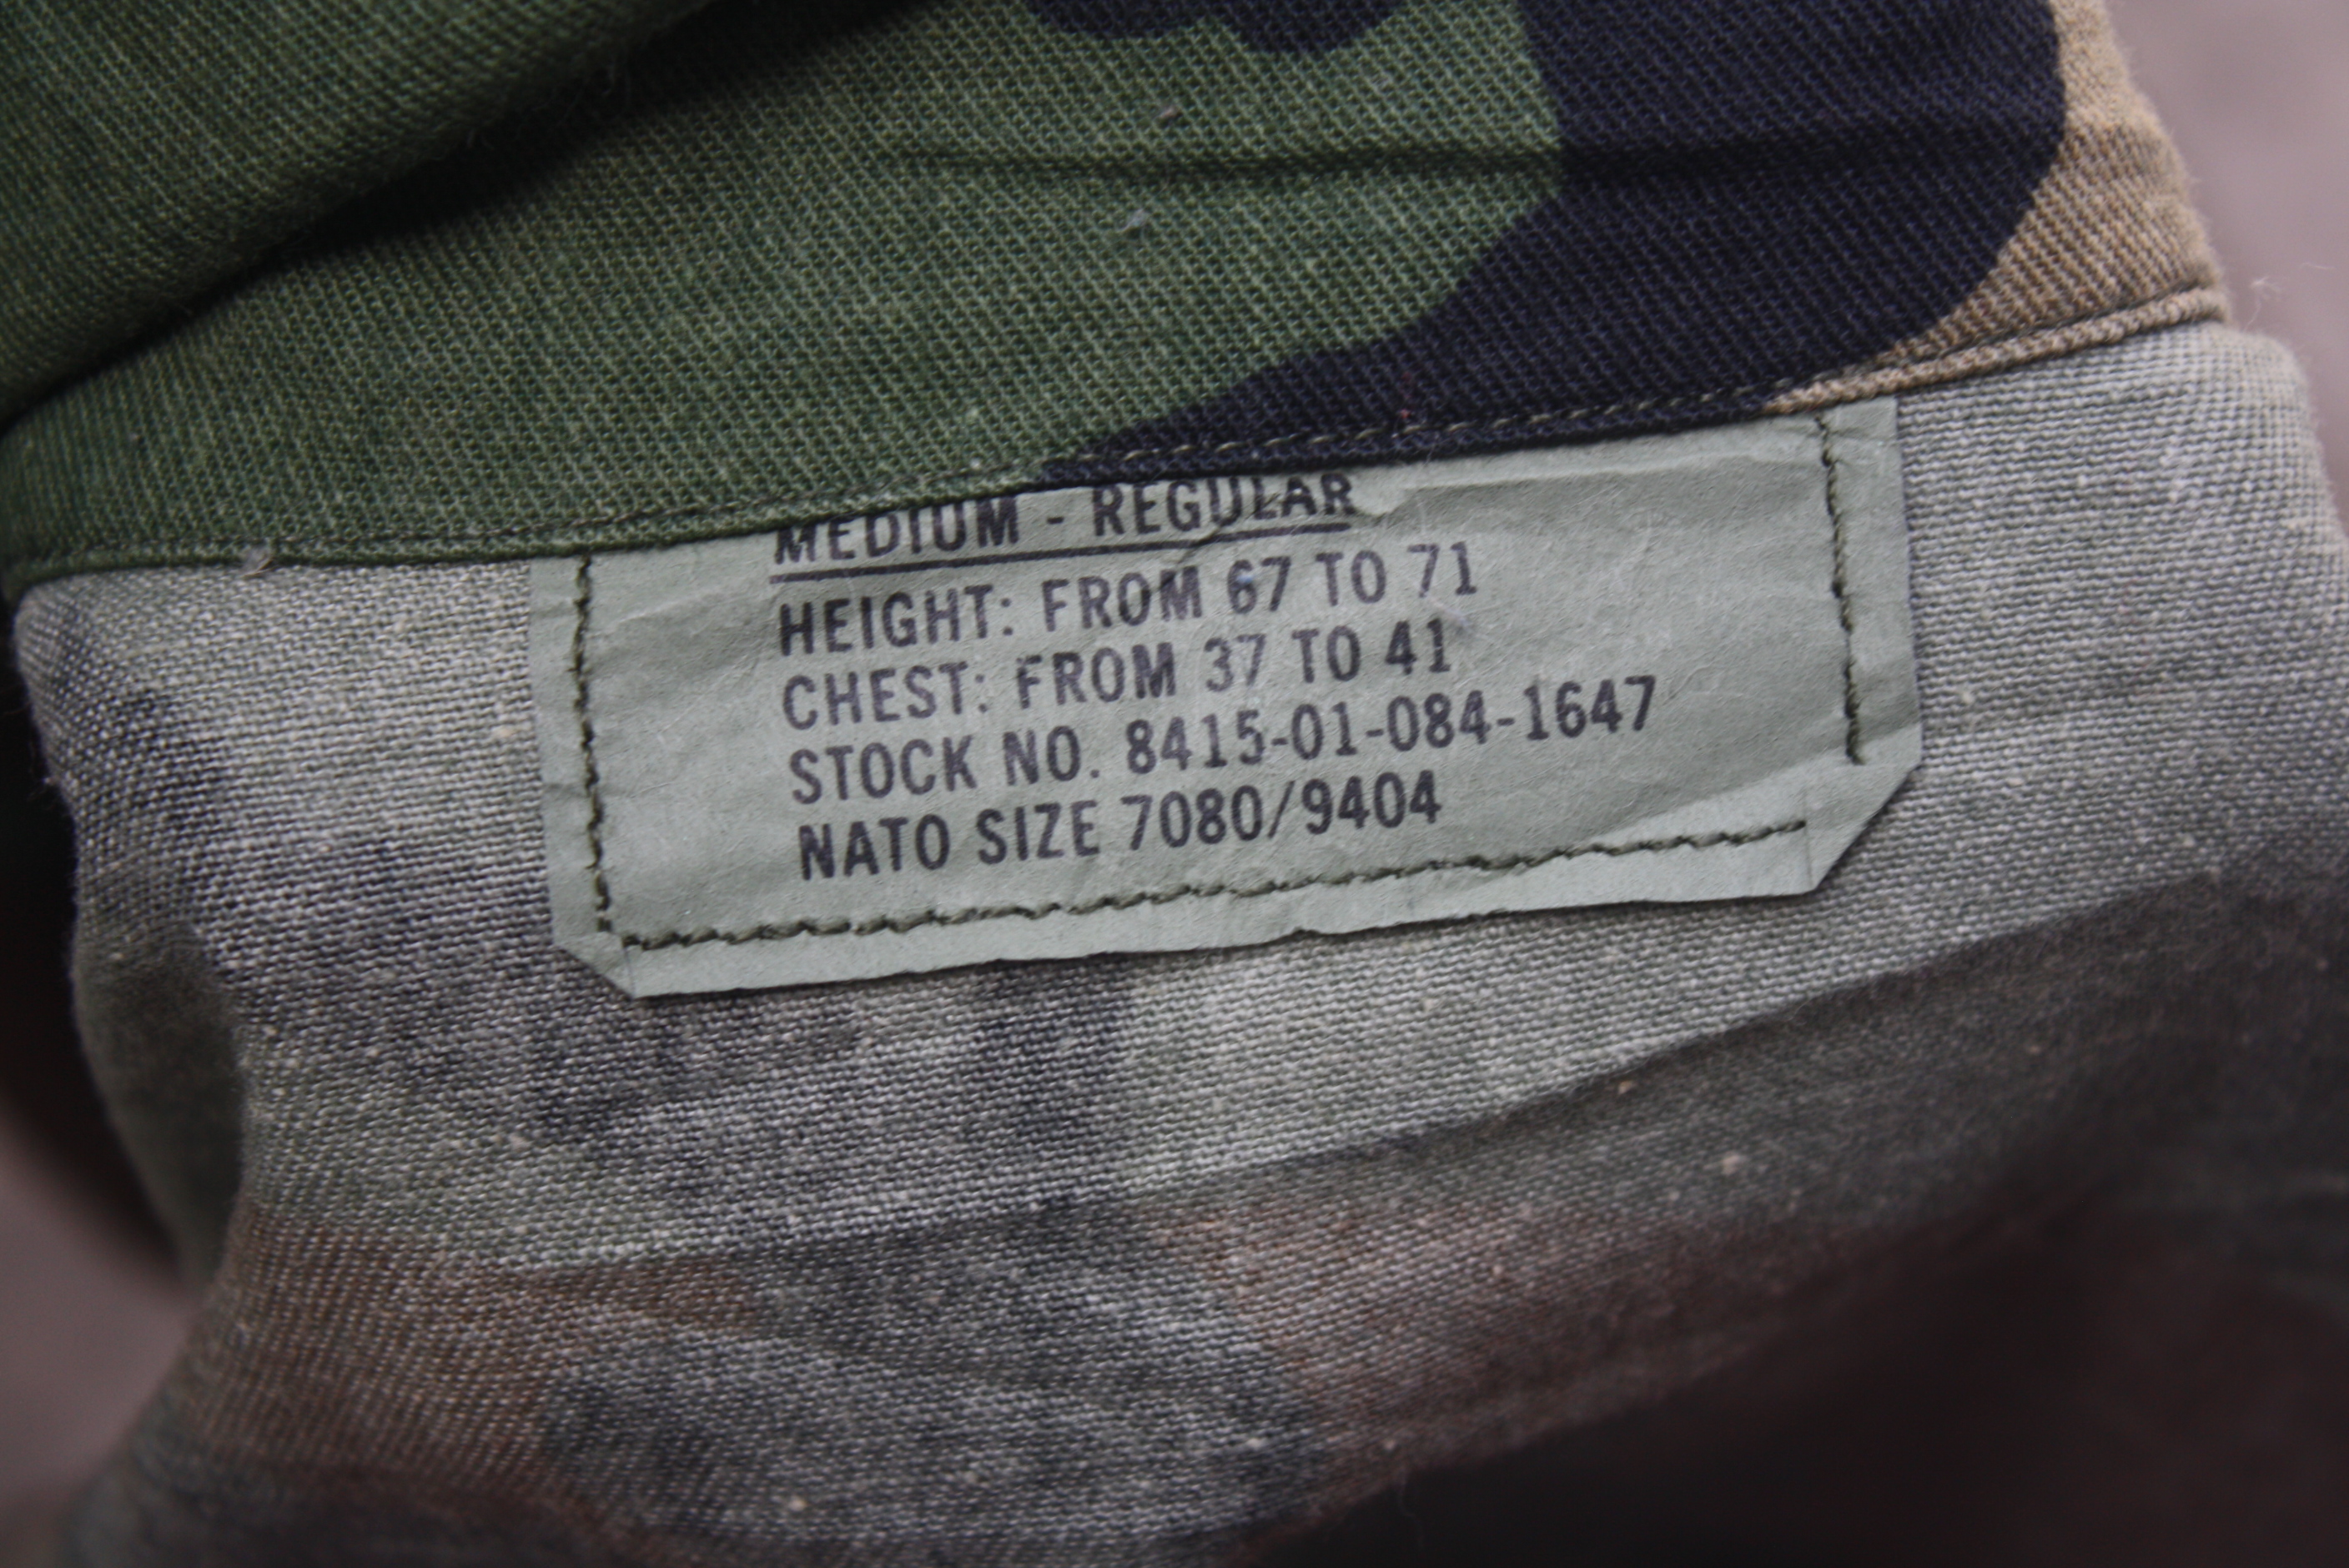 MEDIUM - REGULAR
HEIGHT: FROM 67 TO 71
CHEST: FROM 37 TO 41
STOCK NO. 8415-01-084-1647
NATO SIZE 7080/9404